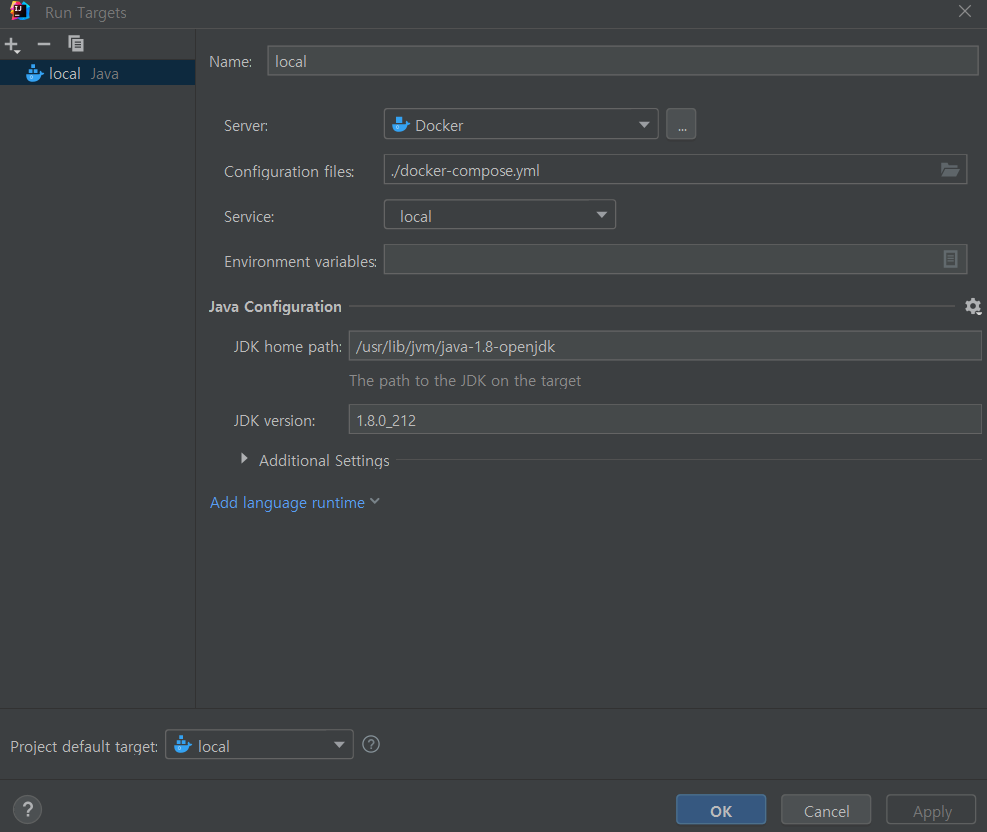 Run Targets
local Java
Name: local
Server: Docker ...
Configuration files: ./docker-compose.yml
Service: local
Environment variables:
Java Configuration
JDK home path: /usr/lib/jvm/java-1.8-openjdk
The path to the JDK on the target
JDK version: 1.8.0_212
Additional Settings
Add language runtime
Project default target: local ?
? OK Cancel Apply